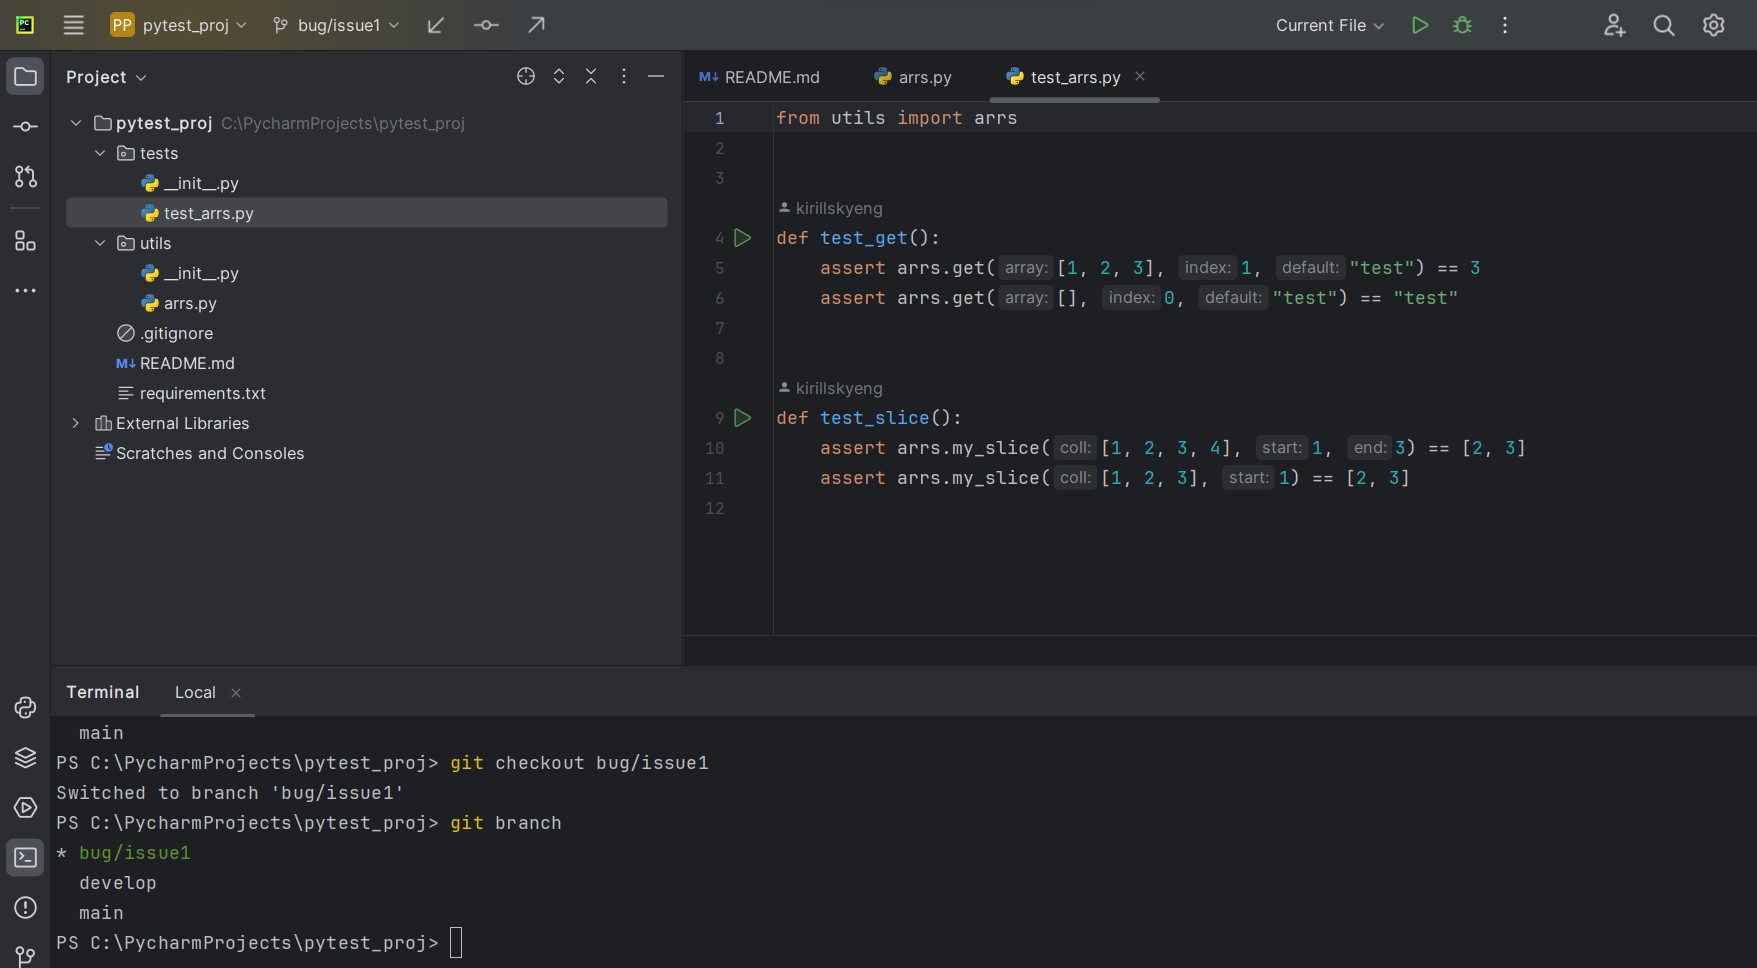 PC
PP pytest_proj
bug/issue1
Current File
Project
pytest_proj C:\PycharmProjects\pytest_proj
tests
__init__.py
test_arrs.py
utils
__init__.py
arrs.py
.gitignore
M↓ README.md
requirements.txt
External Libraries
Scratches and Consoles
M↓ README.md
arrs.py
test_arrs.py
1 from utils import arrs
2
3
kirillskyeng
4 def test_get():
5 assert arrs.get( array: [1, 2, 3], index: 1, default: "test") == 3
6 assert arrs.get( array: [], index: 0, default: "test") == "test"
7
8
kirillskyeng
9 def test_slice():
10 assert arrs.my_slice( coll: [1, 2, 3, 4], start: 1, end: 3) == [2, 3]
11 assert arrs.my_slice( coll: [1, 2, 3], start: 1) == [2, 3]
12
Terminal
Local
main
PS C:\PycharmProjects\pytest_proj> git checkout bug/issue1
Switched to branch 'bug/issue1'
PS C:\PycharmProjects\pytest_proj> git branch
* bug/issue1
develop
main
PS C:\PycharmProjects\pytest_proj>